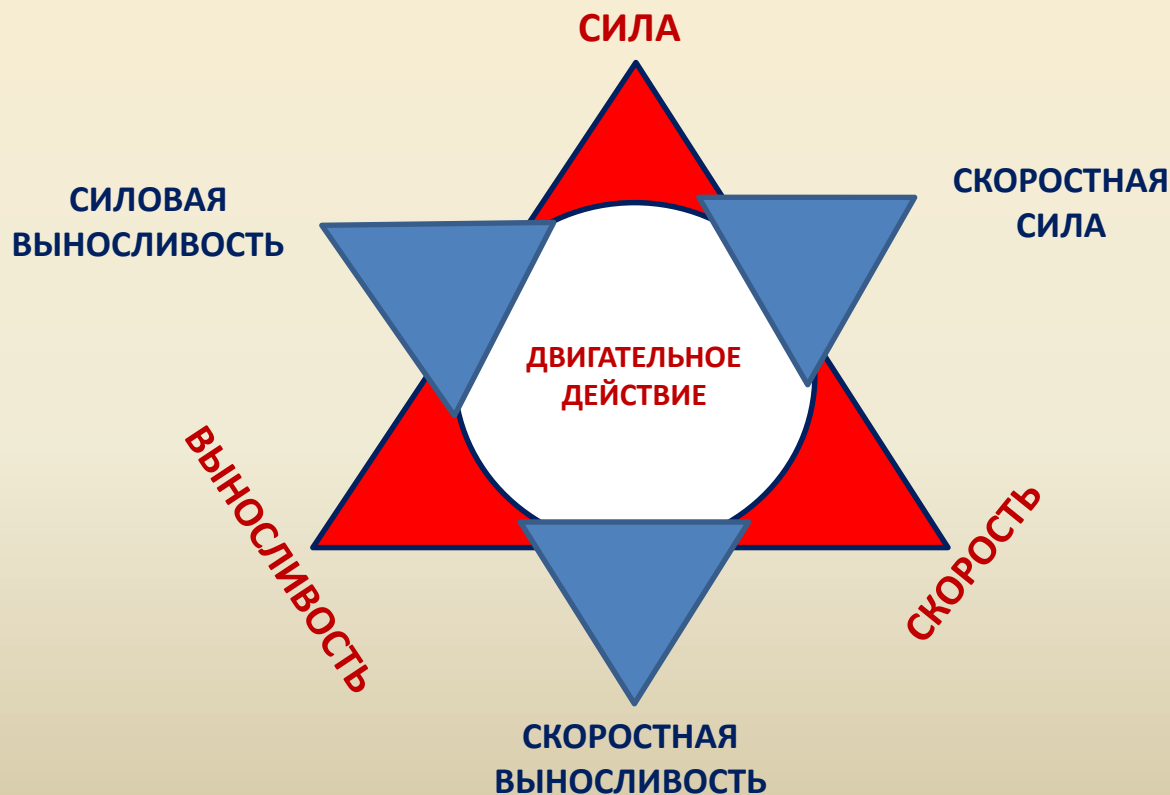 СИЛА
СИЛОВАЯ
ВЫНОСЛИВОСТЬ
СКОРОСТНАЯ
СИЛА
ДВИГАТЕЛЬНОЕ
ДЕЙСТВИЕ
ВЫНОСЛИВОСТЬ
СКОРОСТЬ
СКОРОСТНАЯ
ВЫНОСЛИВОСТЬ